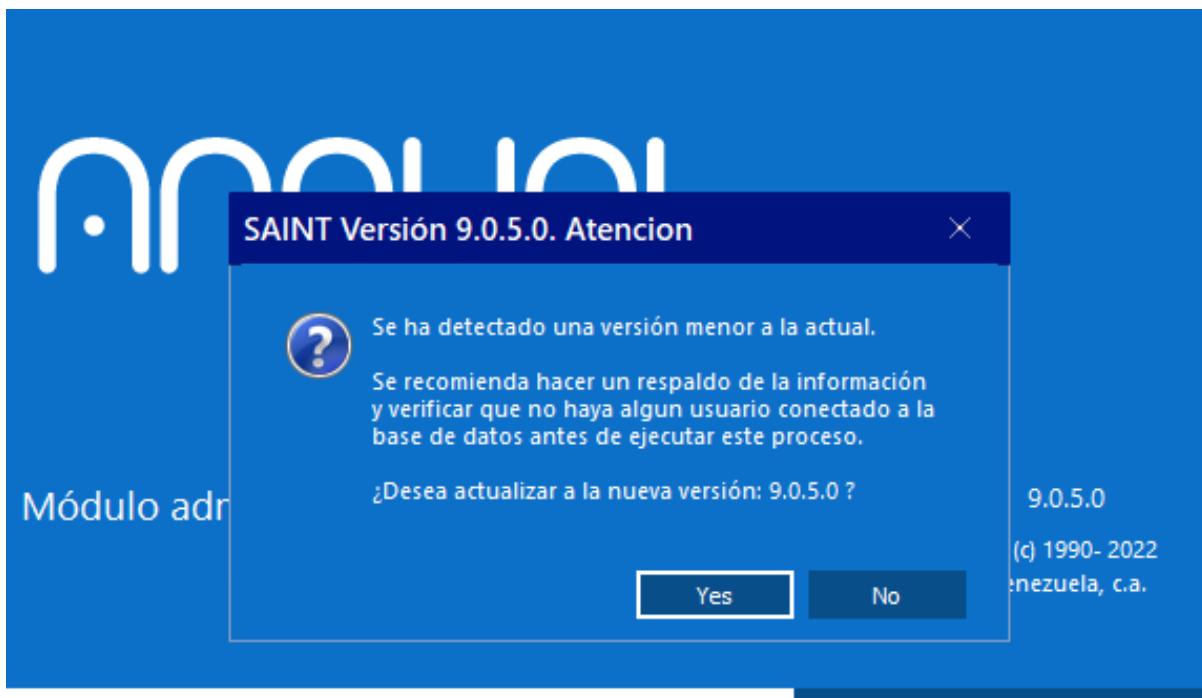 SAINT Versión 9.0.5.0. Atencion
Se ha detectado una versión menor a la actual.
Se recomienda hacer un respaldo de la información
y verificar que no haya algun usuario conectado a la
base de datos antes de ejecutar este proceso.
¿Desea actualizar a la nueva versión: 9.0.5.0 ?
Yes
No
Módulo
9.0.5.0
(c) 1990- 2022
c.a.